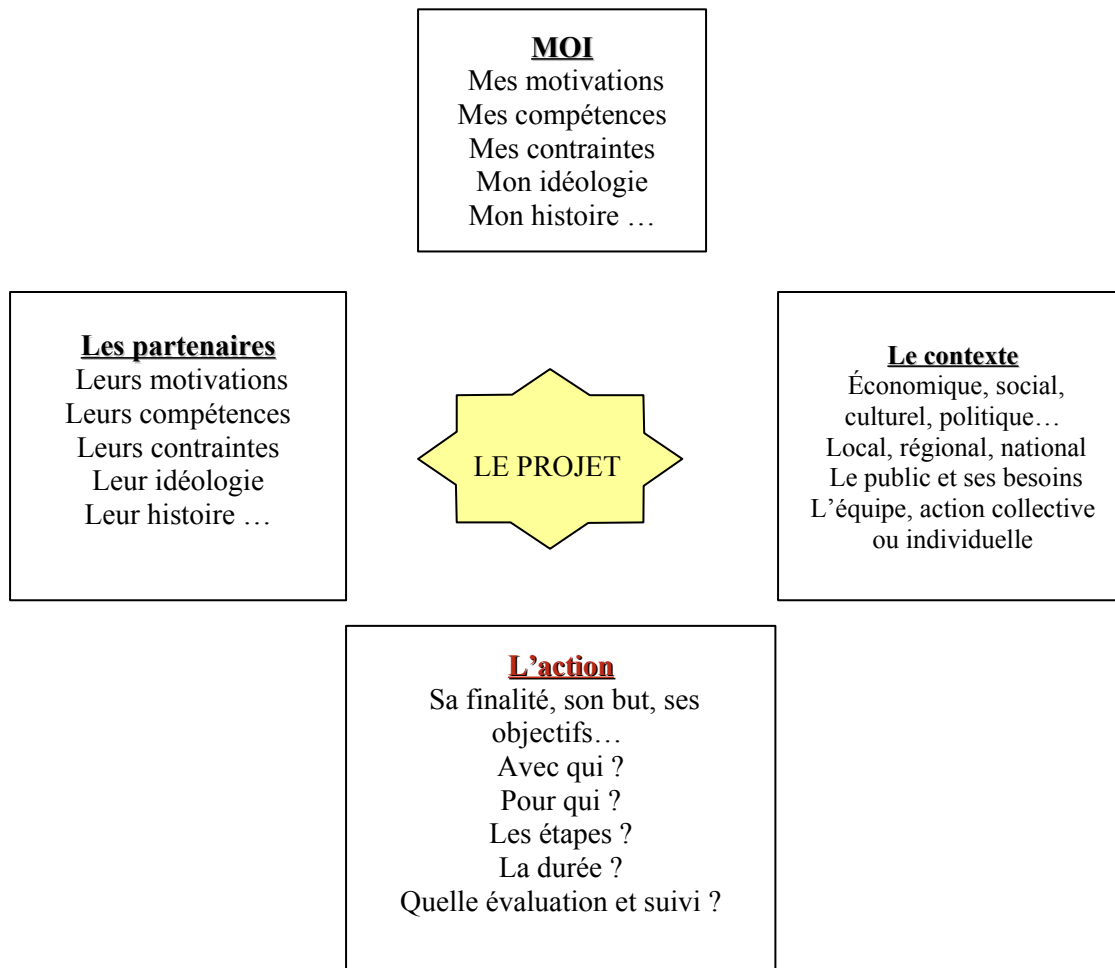 MOI
Mes motivations
Mes compétences
Mes contraintes
Mon idéologie
Mon histoire …
Les partenaires
Leurs motivations
Leurs compétences
Leurs contraintes
Leur idéologie
Leur histoire …
LE PROJET
Le contexte
Économique, social,
culturel, politique…
Local, régional, national
Le public et ses besoins
L’équipe, action collective
ou individuelle
L’action
Sa finalité, son but, ses
objectifs…
Avec qui ?
Pour qui ?
Les étapes ?
La durée ?
Quelle évaluation et suivi ?